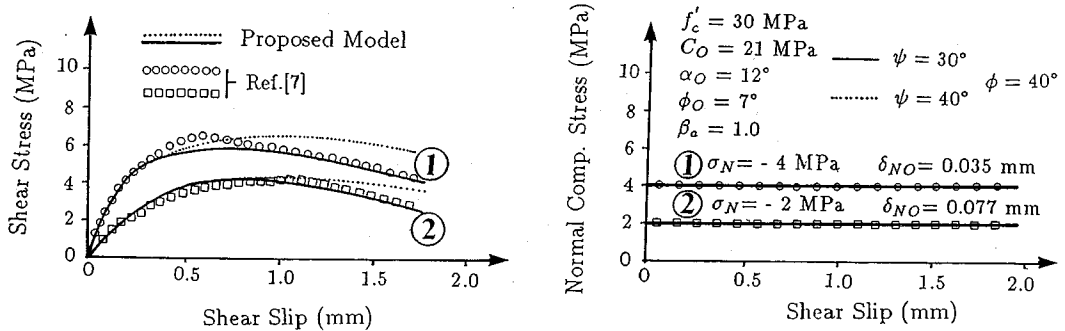 Shear Stress (MPa)
10
8
6
4
2
0
0
0.5
1.0
1.5
2.0
Shear Slip (mm)
Proposed Model
Ref.[7]
1
2
Normal Comp. Stress (MPa)
10
8
6
4
2
0
0
0.5
1.0
1.5
2.0
Shear Slip (mm)
f'c = 30 MPa
CO = 21 MPa
αO = 12°
ϕO = 7°
βa = 1.0
ψ = 30°
ψ = 40°
ϕ = 40°
1 σN= - 4 MPa δNO= 0.035 mm
2 σN= - 2 MPa δNO= 0.077 mm